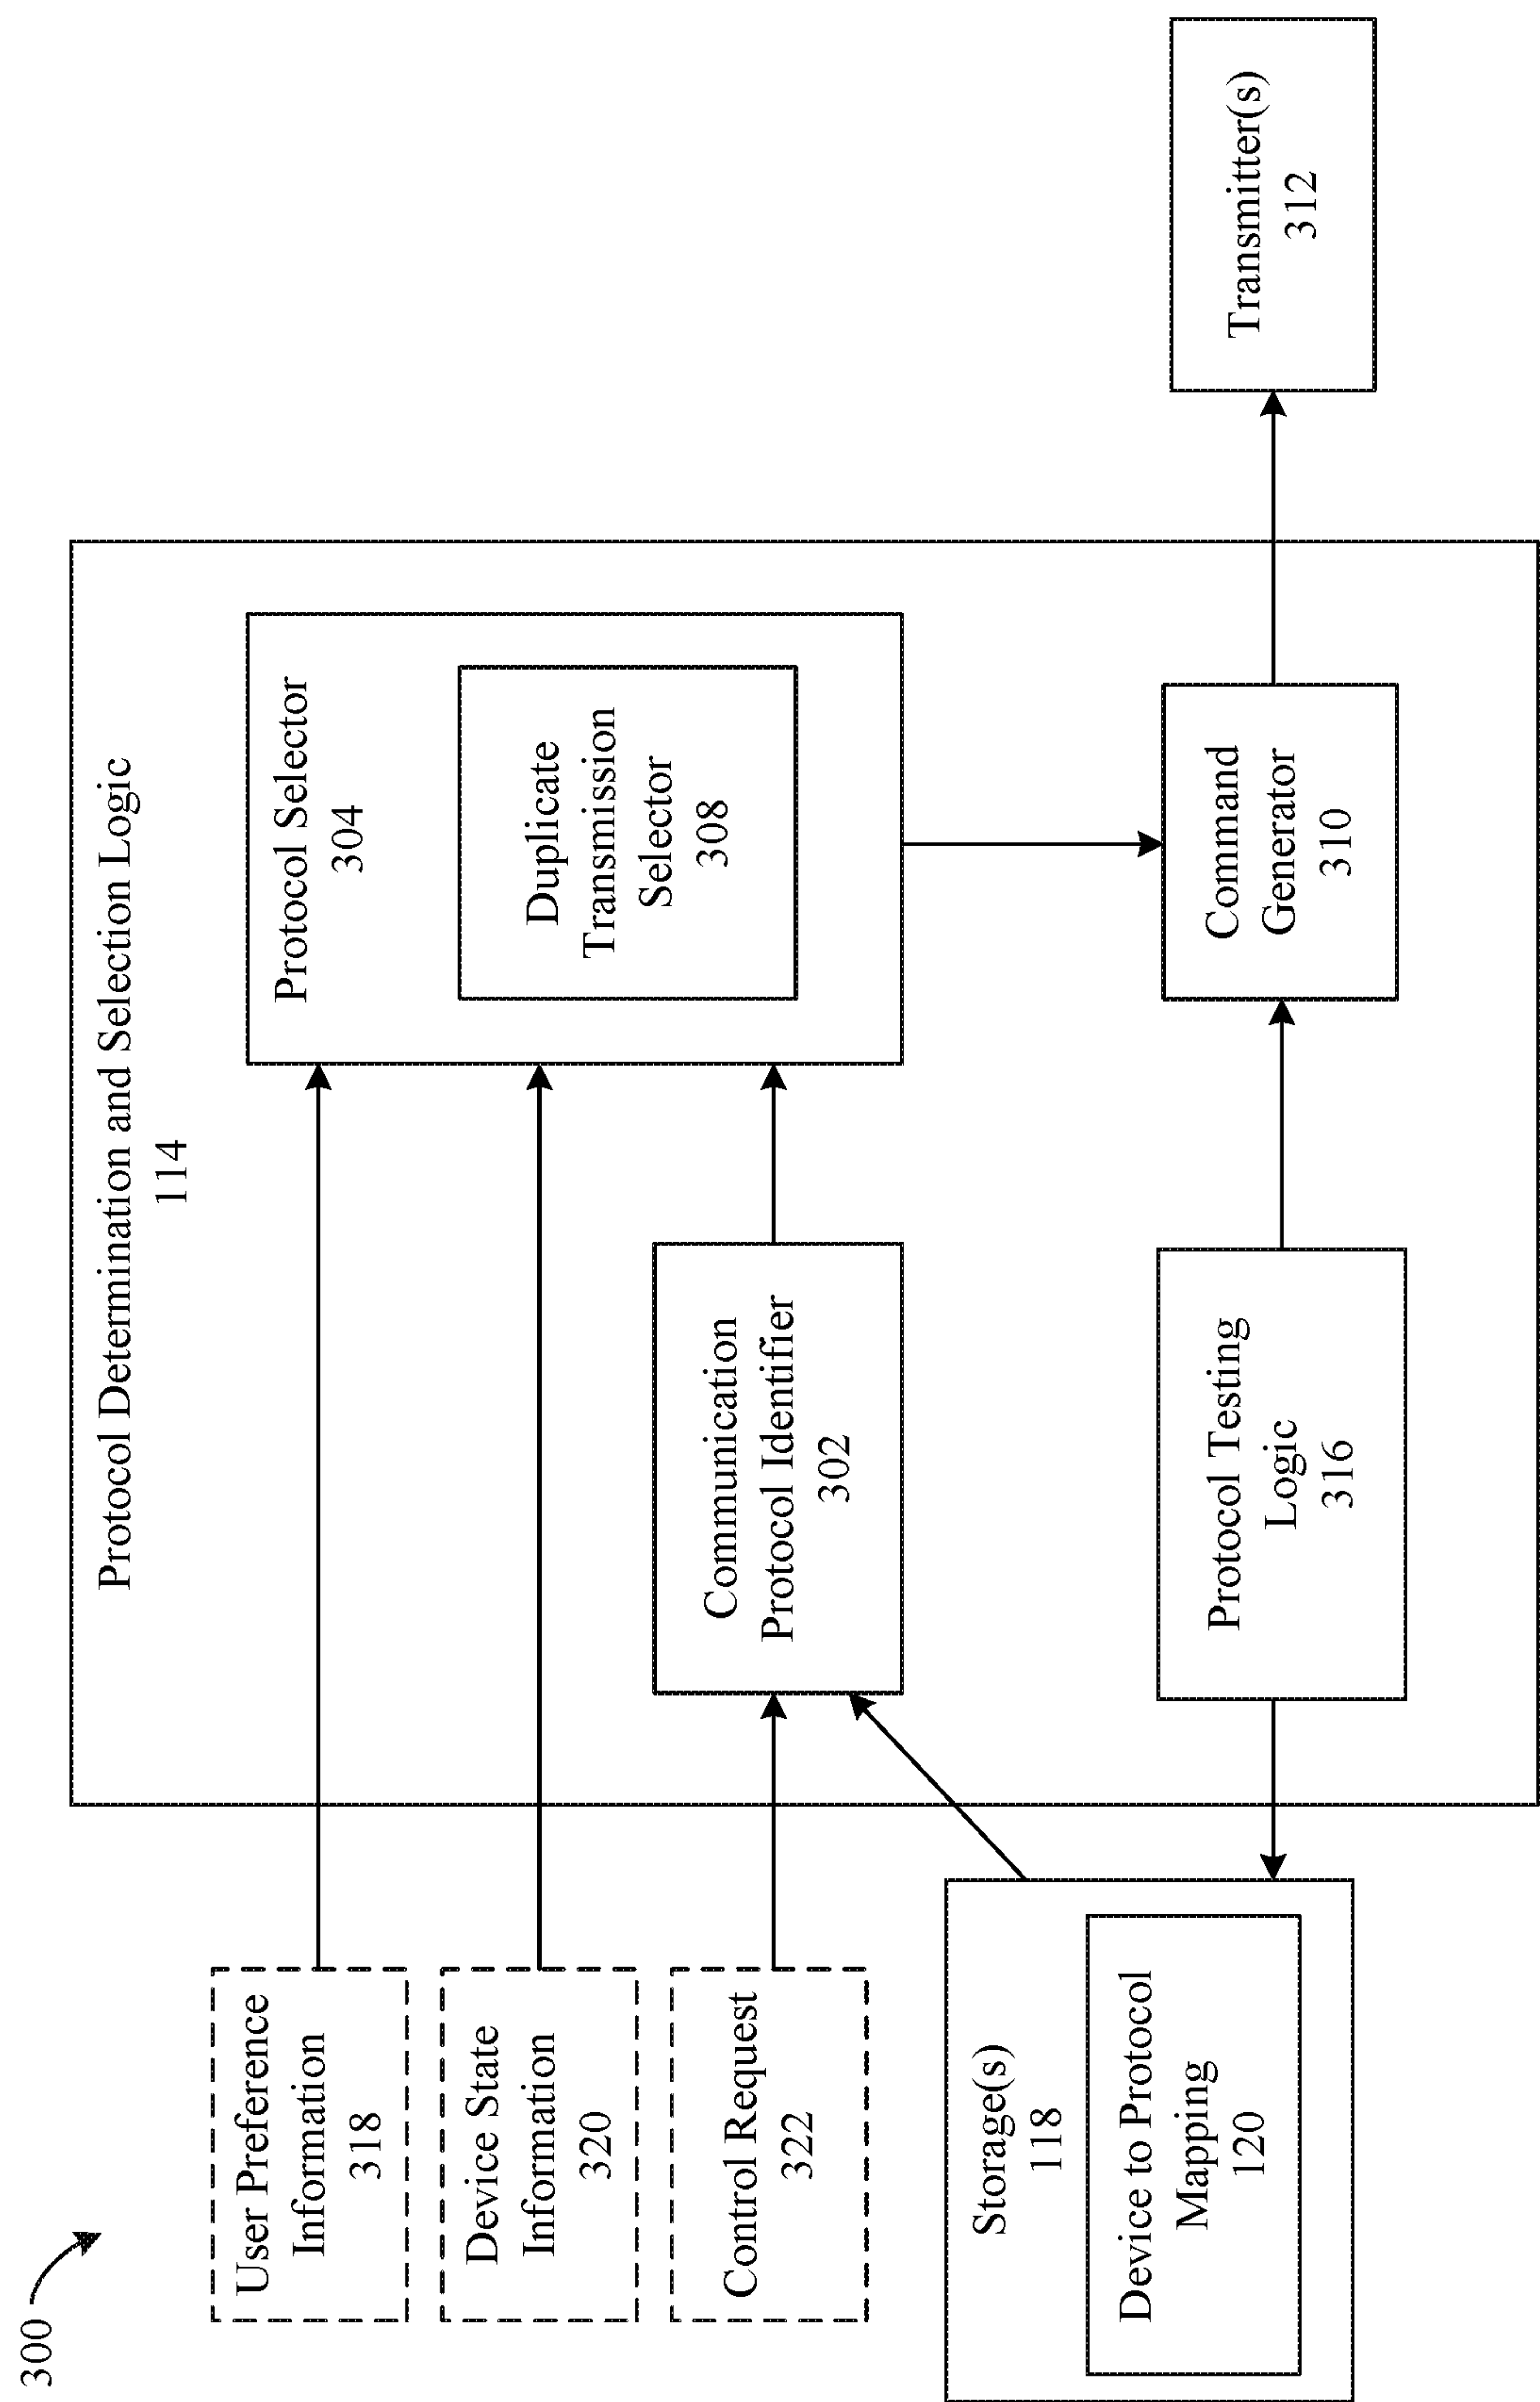 300
User Preference
Information
318
Device State
Information
320
Control Request
322
Storage(s)
118
Device to Protocol
Mapping
120
Protocol Determination and Selection Logic
114
Communication
Protocol Identifier
302
Protocol Selector
304
Duplicate
Transmission
Selector
308
Protocol Testing
Logic
316
Command
Generator
310
Transmitter(s)
312